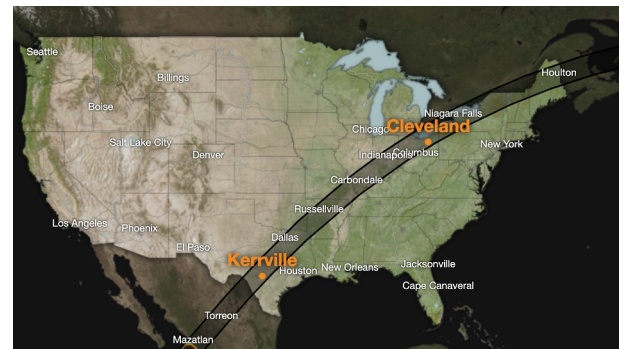 Seattle
Houlton
Billings
Boise
Niagara Falls
Cleveland
Chicago
Salt Lake City
New York
Denver
Indianapolis
Columbus
Carbondale
Russellville
Los Angeles
Phoenix
Dallas
El Paso
Kerrville
Houston
New Orleans
Jacksonville
Cape Canaveral
Torreon
Mazatlan